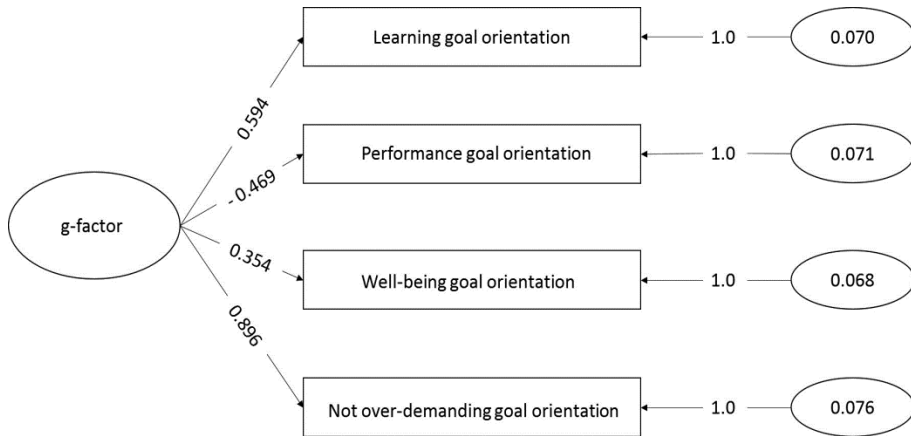 Learning goal orientation
1.0
0.070
0.594
Performance goal orientation
1.0
0.071
-0.469
g-factor
0.354
Well-being goal orientation
1.0
0.068
0.896
Not over-demanding goal orientation
1.0
0.076